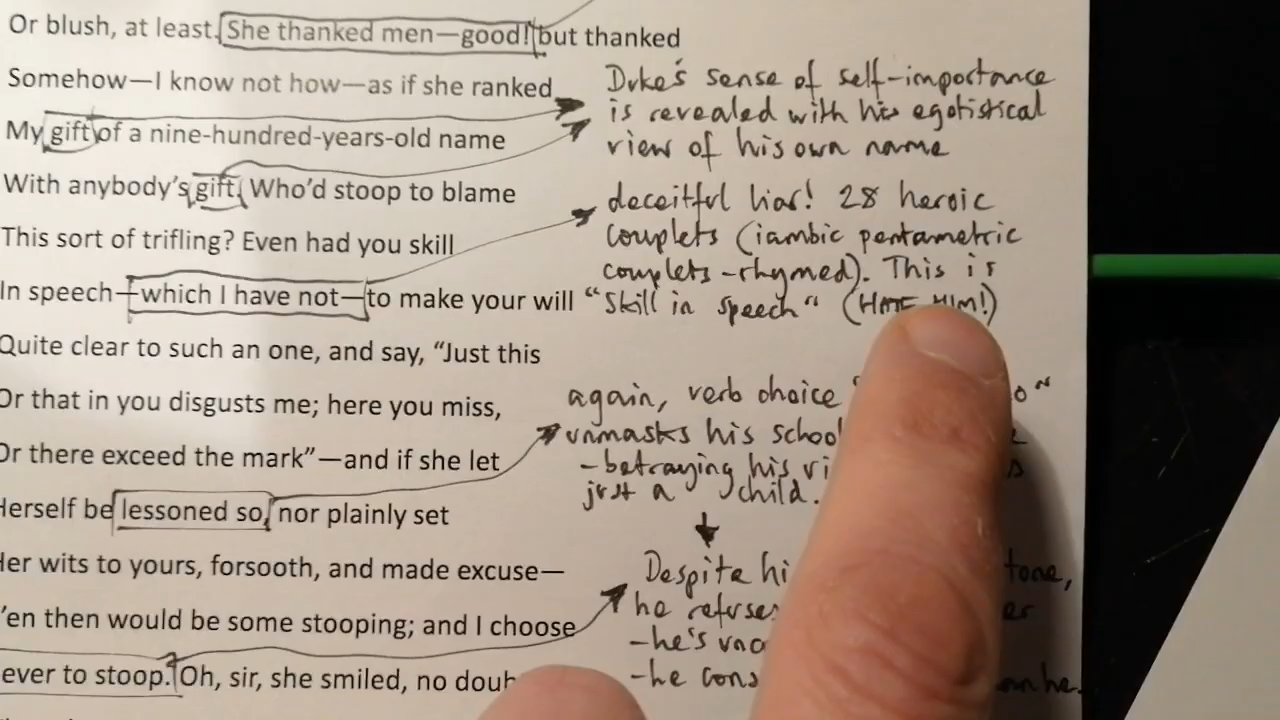 Or blush, at least. She thanked men—good! but thanked
Somehow—I know not how—as if she ranked
My gift of a nine-hundred-years-old name
With anybody's gift. Who'd stoop to blame
This sort of trifling? Even had you skill
In speech—which I have not—to make your will
Quite clear to such an one, and say, "Just this
Or that in you disgusts me; here you miss,
Or there exceed the mark"—and if she let
Herself be lessoned so, nor plainly set
Her wits to yours, forsooth, and made excuse—
'en then would be some stooping; and I choose
ever to stoop. Oh, sir, she smiled, no doub
Duke's sense of self-importance
is revealed with his egotistical
view of his own name
deceitful liar! 28 heroic
couplets (iambic pentametric
couplets - rhymed). This is
"Skill in speech" (HATE HIM!)
again, verb choice
unmasks his school
- betraying his
just a child.
Despite hi tone,
he refuses
- he's
- he cons